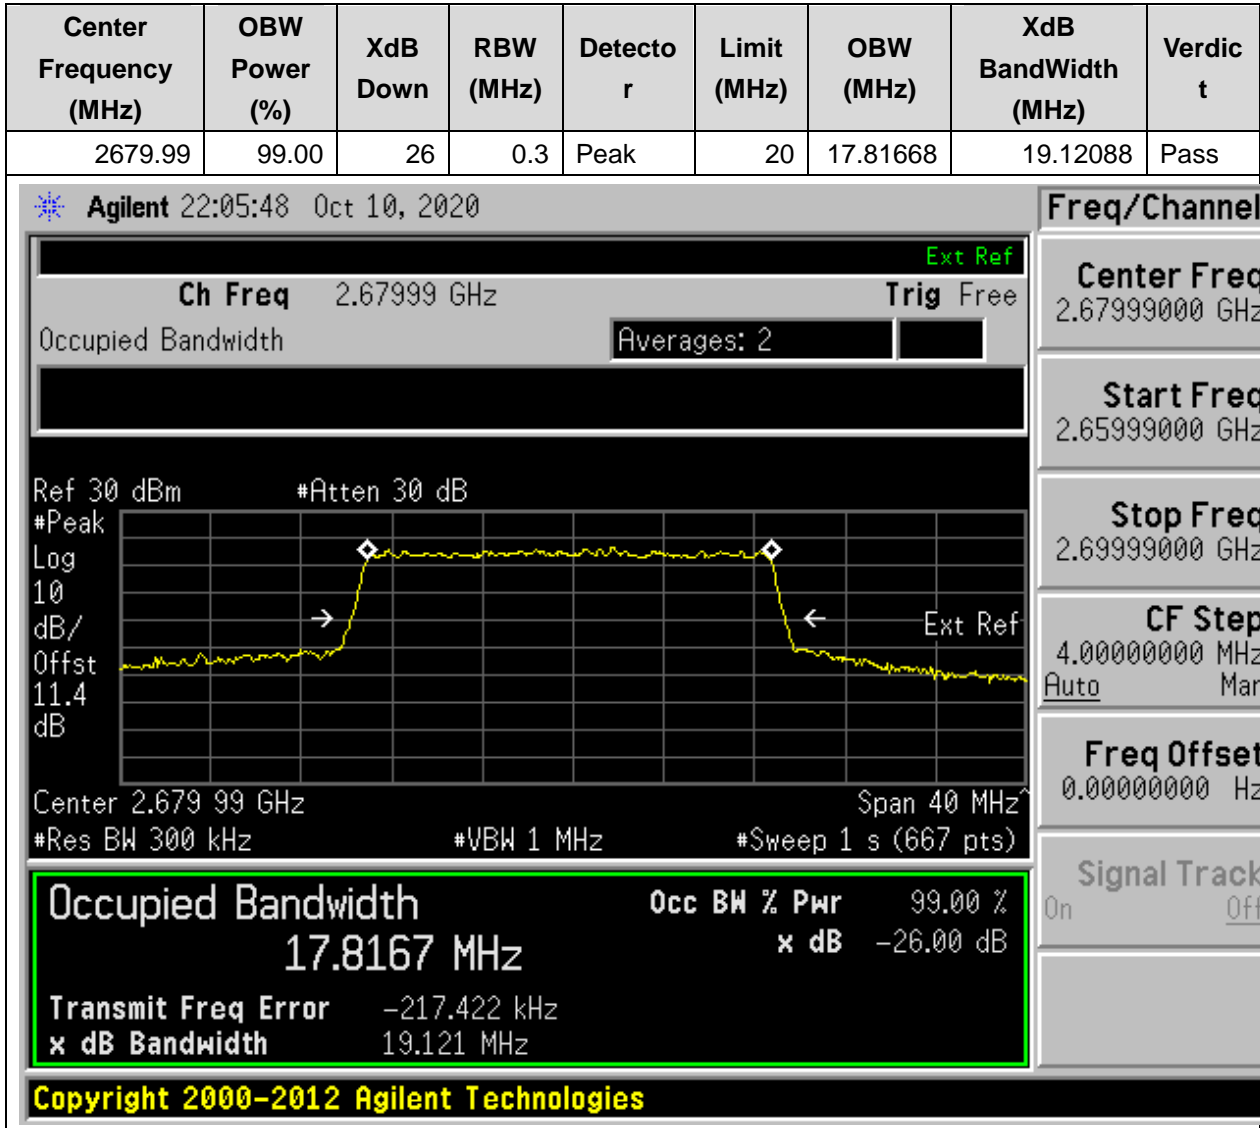 Center Frequency (MHz) OBW Power (%) XdB Down RBW (MHz) Detecto r Limit (MHz) OBW (MHz) XdB BandWidth (MHz) Verdic t
2679.99 99.00 26 0.3 Peak 20 17.81668 19.12088 Pass
Agilent 22:05:48 Oct 10, 2020 Freq/Channel
Ext Ref
Ch Freq 2.67999 GHz Trig Free
Occupied Bandwidth Averages: 2
Ref 30 dBm #Atten 30 dB
#Peak
Log
10
dB/
Offst
11.4
dB
Ext Ref
Center 2.679 99 GHz Span 40 MHz^
#Res BW 300 kHz #VBW 1 MHz #Sweep 1 s (667 pts)
Occupied Bandwidth Occ BW % Pwr 99.00 %
17.8167 MHz x dB -26.00 dB
Transmit Freq Error -217.422 kHz
x dB Bandwidth 19.121 MHz
Center Freq
2.67999000 GHz
Start Freq
2.65999000 GHz
Stop Freq
2.69999000 GHz
CF Step
4.00000000 MHz
Auto Man
Freq Offset
0.00000000 Hz
Signal Track
On Off
Copyright 2000-2012 Agilent Technologies